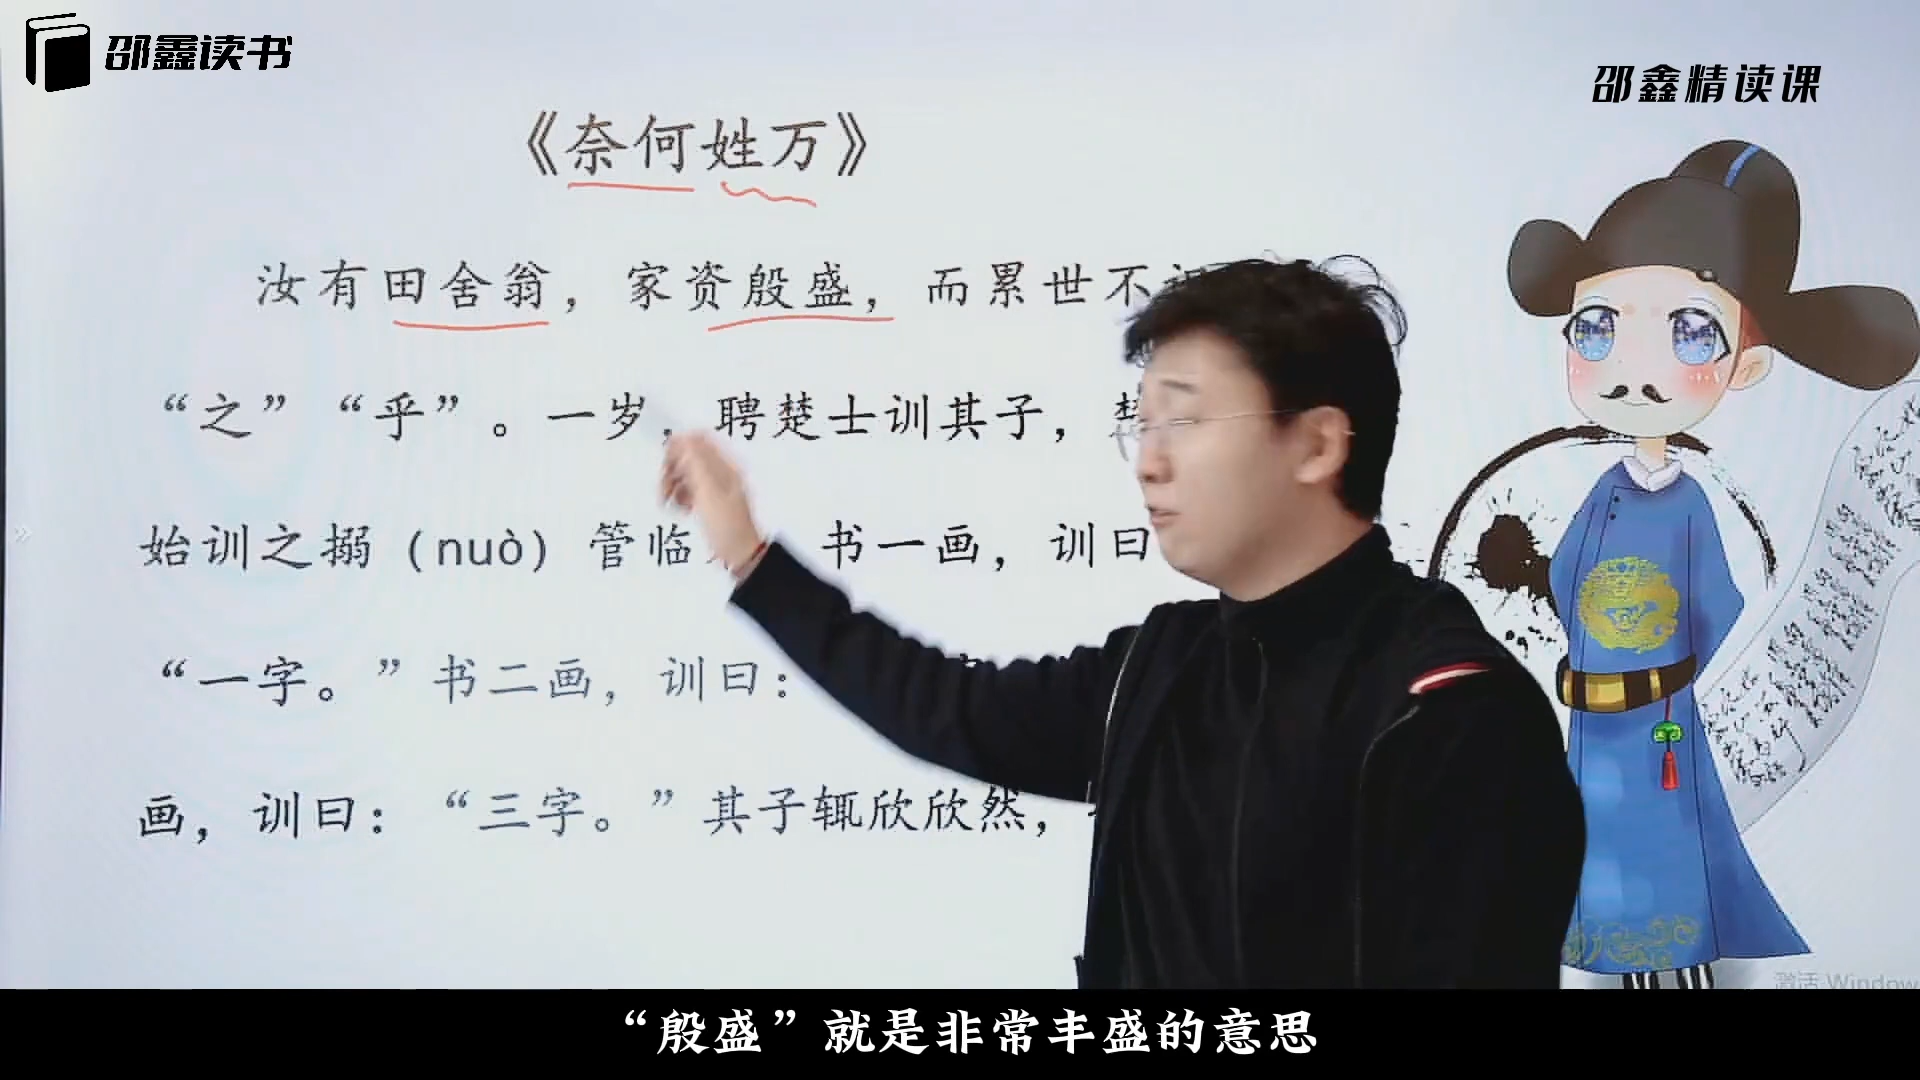 邵鑫读书
邵鑫精读课
《奈何姓万》
汝有田舍翁，家资殷盛，而累世不
“之”“乎”。一岁，聘楚士训其子，
始训之搦（nuò）管临 书一画，训曰
“一字。”书二画，训曰：
画，训曰：“三字。”其子辄欣欣然，
激活 Window
“殷盛”就是非常丰盛的意思